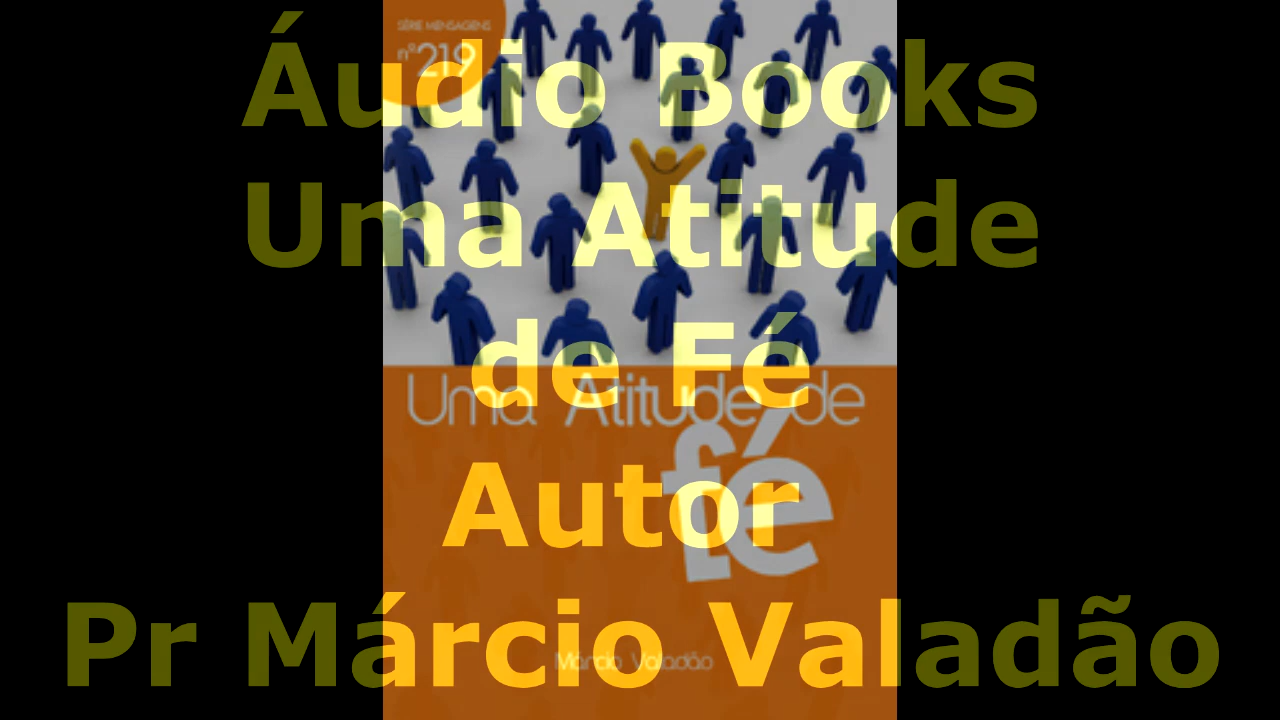 SÉRIE MENSAGENS
nº219
Áudio Books
Uma Atitude
de Fé
Uma Atitude de
fé
Autor
Pr Márcio Valadão
Márcio Valadão